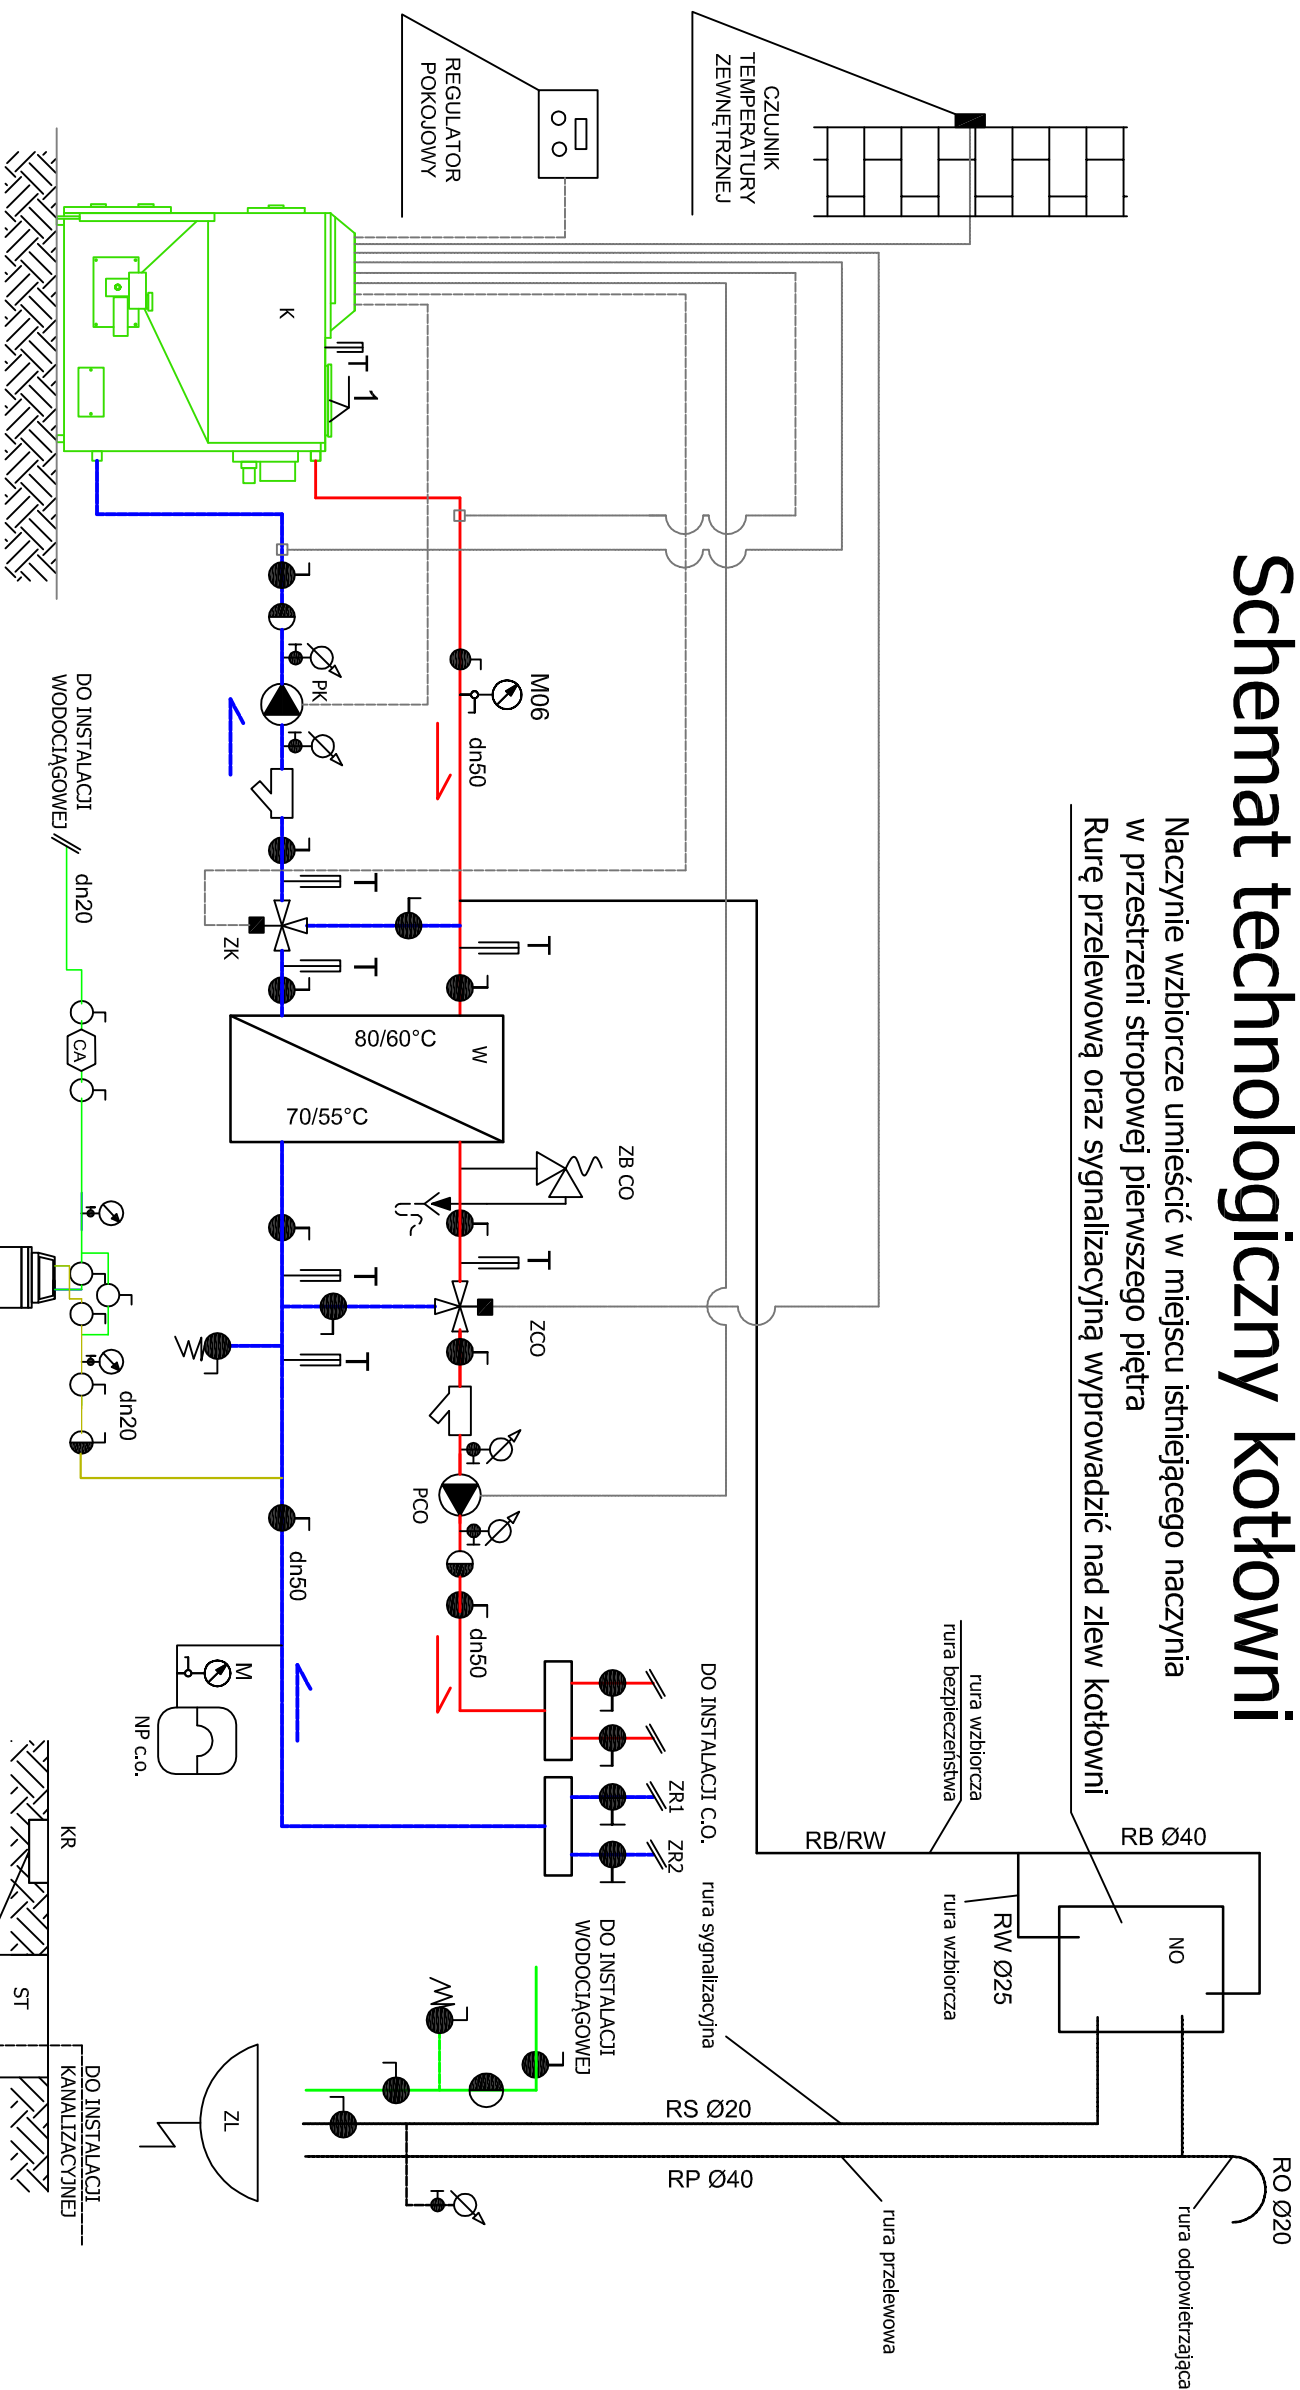 Schemat technologiczny kotłowni
Naczynie wzbiorcze umieścić w miejscu istniejącego naczynia
w przestrzeni stropowej pierwszego piętra
Rurę przelewową oraz sygnalizacyjną wyprowadzić nad zlew kotłowni
CZUJNIK
TEMPERATURY
ZEWNĘTRZNEJ
REGULATOR
POKOJOWY
K
T
1
M06
dn50
PK
DO INSTALACJI
WODOCIĄGOWEJ
dn20
T
T
T
ZK
CA
W
80/60°C
70/55°C
ZB CO
T
T
T
ZCO
PCO
dn20
dn50
dn50
M
NP c.o.
DO INSTALACJI C.O.
ZR1
ZR2
rura wzbiorcza
rura bezpieczeństwa
RB/RW
RB Ø40
RW Ø25
rura wzbiorcza
NO
rura sygnalizacyjna
DO INSTALACJI
WODOCIĄGOWEJ
RS Ø20
RP Ø40
RO Ø20
rura odpowietrzająca
rura przelewowa
ZL
KR
ST
DO INSTALACJI
KANALIZACYJNEJ